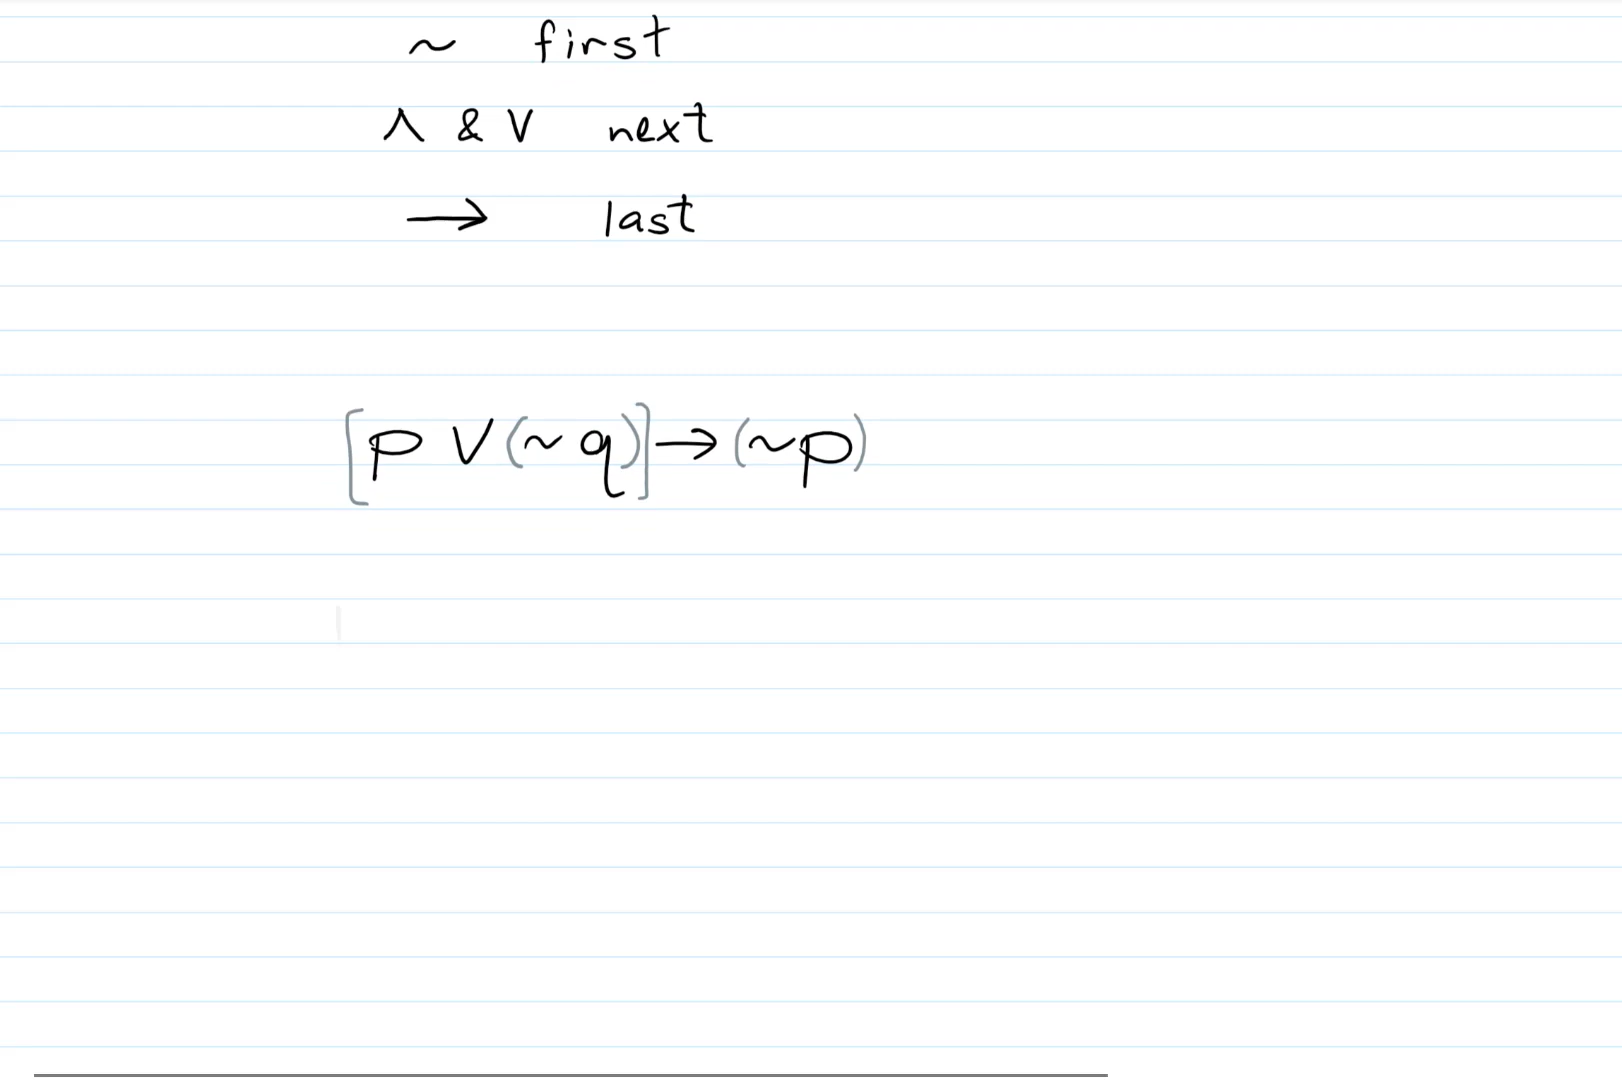 ~ first
∧ & ∨ next
→ last
[p ∨ (~ q)] → (~p)